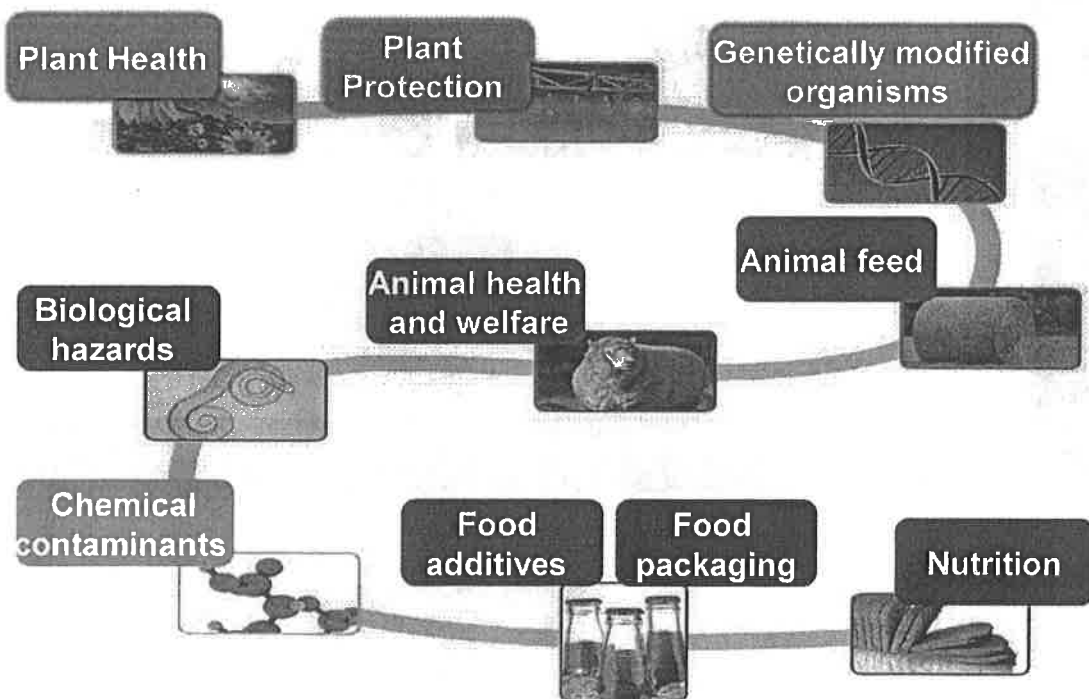 Plant Health
Plant
Protection
Genetically modified
organisms
Animal feed
Animal health
and welfare
Biological
hazards
Chemical
contaminants
Food
additives
Food
packaging
Nutrition